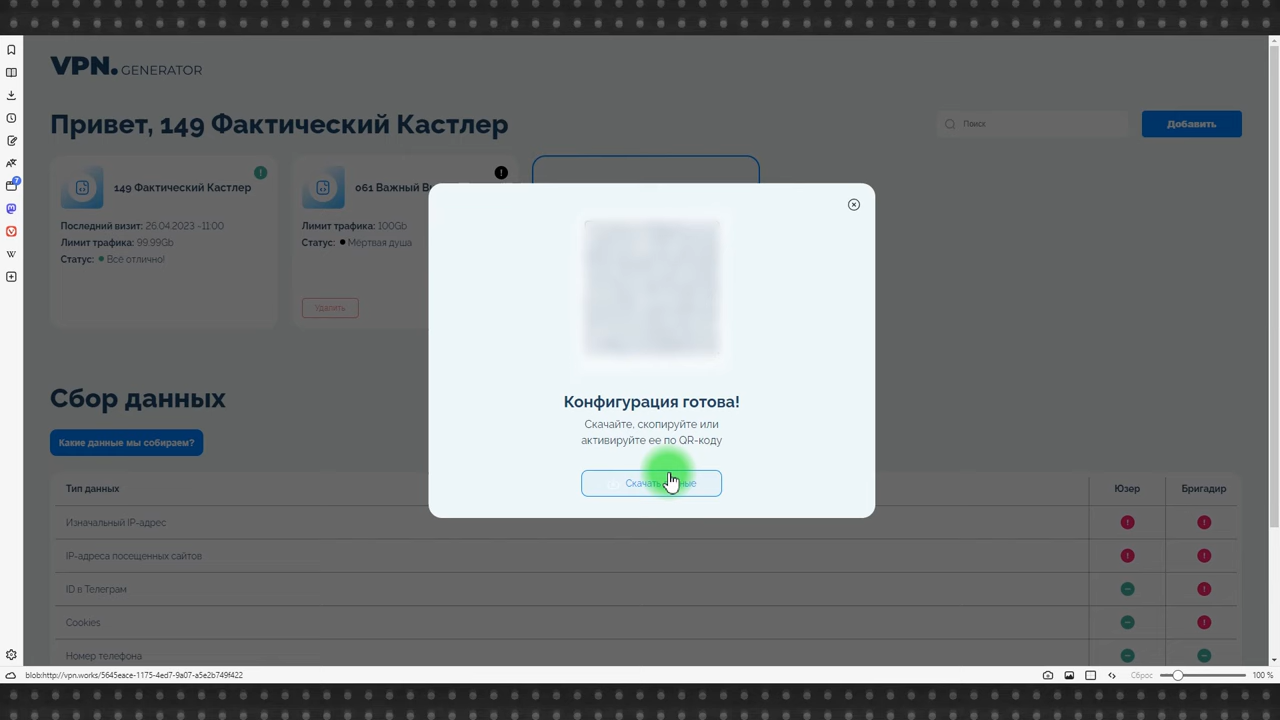 VPN. GENERATOR
Привет, 149 Фактический Кастлер
Поиск
Добавить
149 Фактический Кастлер
Последний визит: 26.04.2023 ~11:00
Лимит трафика: 99.99Gb
Статус: Всё отлично!
061 Важный
Лимит трафика: 100Gb
Статус: Мёртвая душа
Удалить
Конфигурация готова!
Скачайте, скопируйте или
активируйте ее по QR-коду
Сбор данных
Какие данные мы собираем?
Тип данных
Юзер
Бригадир
Изначальный IP-адрес
IP-адреса посещенных сайтов
ID в Телеграм
Cookies
Номер телефона
blob:http://vpn.works/5645eace-1175-4ed7-9a07-a5e2b749f422
Сброс
100 %
7
W